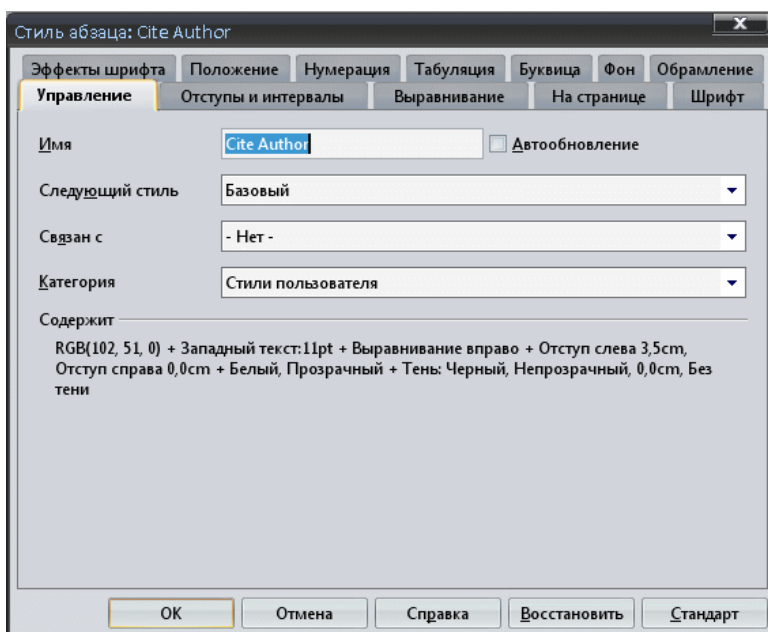 Стиль абзаца: Cite Author
X
Эффекты шрифта Положение Нумерация Табуляция Буквица Фон Обрамление
Управление Отступы и интервалы Выравнивание На странице Шрифт
Имя Cite Author Автообновление
Следующий стиль Базовый
Связан с - Нет -
Категория Стили пользователя
Содержит
RGB(102, 51, 0) + Западный текст:11pt + Выравнивание вправо + Отступ слева 3,5cm,
Отступ справа 0,0cm + Белый, Прозрачный + Тень: Черный, Непрозрачный, 0,0cm, Без
тени
OK Отмена Справка Восстановить Стандарт